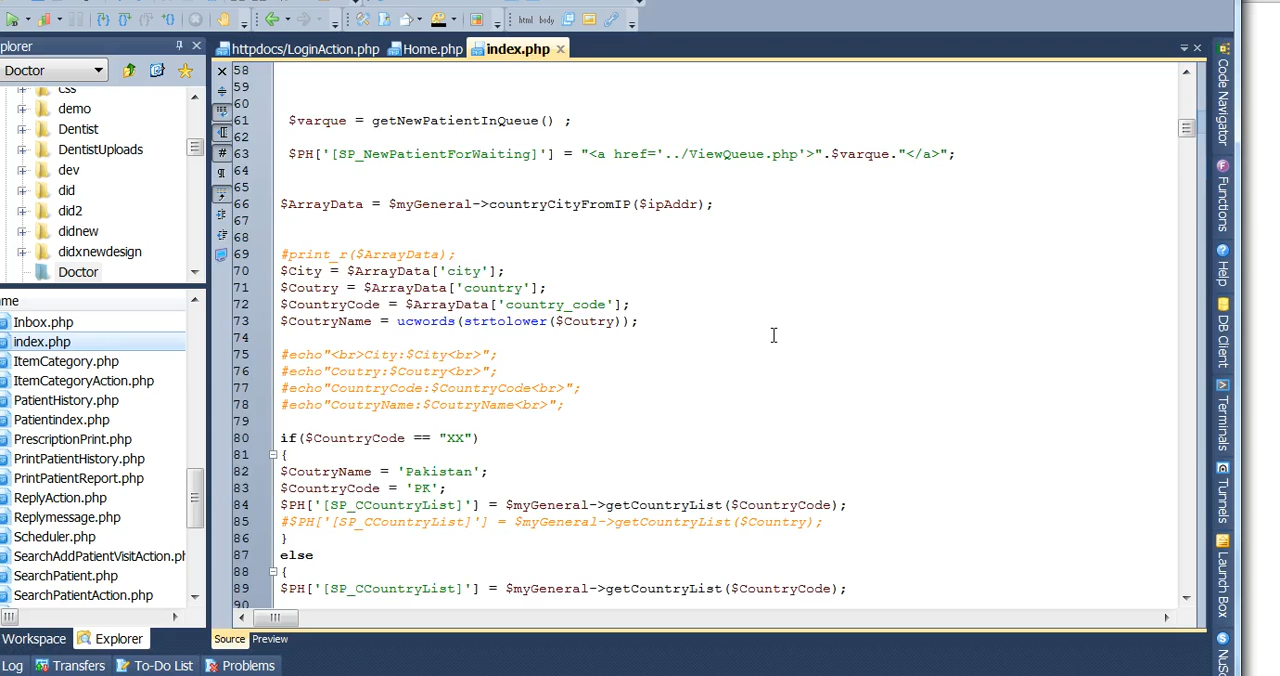 html body
plorer
httpdocs/LoginAction.php Home.php index.php
Doctor
css
demo
Dentist
DentistUploads
dev
did
did2
didnew
didxnewdesign
Doctor
ame
Inbox.php
index.php
ItemCategory.php
ItemCategoryAction.php
PatientHistory.php
Patientindex.php
PrescriptionPrint.php
PrintPatientHistory.php
PrintPatientReport.php
ReplyAction.php
Replymessage.php
Scheduler.php
SearchAddPatientVisitAction.ph
SearchPatient.php
SearchPatientAction.php
Workspace Explorer
58
59
60
61 $varque = getNewPatientInQueue() ;
62
63 $PH['[SP_NewPatientForWaiting]'] = "<a href='../ViewQueue.php'>".$varque."</a>";
64
65
66 $ArrayData = $myGeneral->countryCityFromIP($ipAddr);
67
68
69 #print_r($ArrayData);
70 $City = $ArrayData['city'];
71 $Coutry = $ArrayData['country'];
72 $CountryCode = $ArrayData['country_code'];
73 $CoutryName = ucwords(strtolower($Coutry));
74
75 #echo"<br>City:$City<br>";
76 #echo"Coutry:$Coutry<br>";
77 #echo"CountryCode:$CountryCode<br>";
78 #echo"CoutryName:$CoutryName<br>";
79
80 if($CountryCode == "XX")
81 {
82 $CoutryName = 'Pakistan';
83 $CountryCode = 'PK';
84 $PH['[SP_CCountryList]'] = $myGeneral->getCountryList($CountryCode);
85 #$PH['[SP_CCountryList]'] = $myGeneral->getCountryList($Country);
86 }
87 else
88 {
89 $PH['[SP_CCountryList]'] = $myGeneral->getCountryList($CountryCode);
90
Source Preview
Log Transfers To-Do List Problems
Code Navigator
Functions
Help
DB Client
Terminals
Tunnels
Launch Box